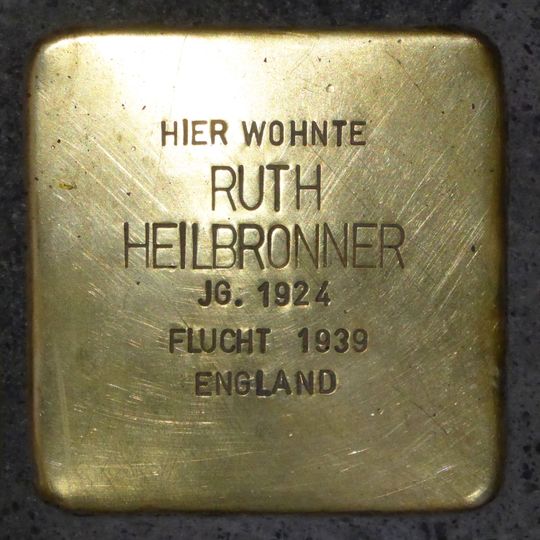 HIER WOHNTE
RUTH
HEILBRONNER
JG. 1924
FLUCHT 1939
ENGLAND